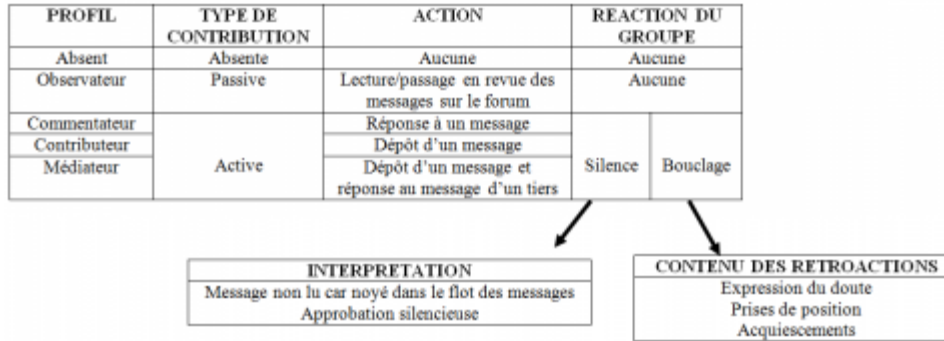 PROFIL TYPE DE CONTRIBUTION ACTION REACTION DU GROUPE
Absent Absente Aucune Aucune
Observateur Passive Lecture/passage en revue des messages sur le forum Aucune
Commentateur Réponse à un message
Contributeur Dépôt d'un message
Médiateur Active Dépôt d'un message et réponse au message d'un tiers Silence Bouclage
INTERPRETATION
Message non lu car noyé dans le flot des messages
Approbation silencieuse
CONTENU DES RETROACTIONS
Expression du doute
Prises de position
Acquiescements